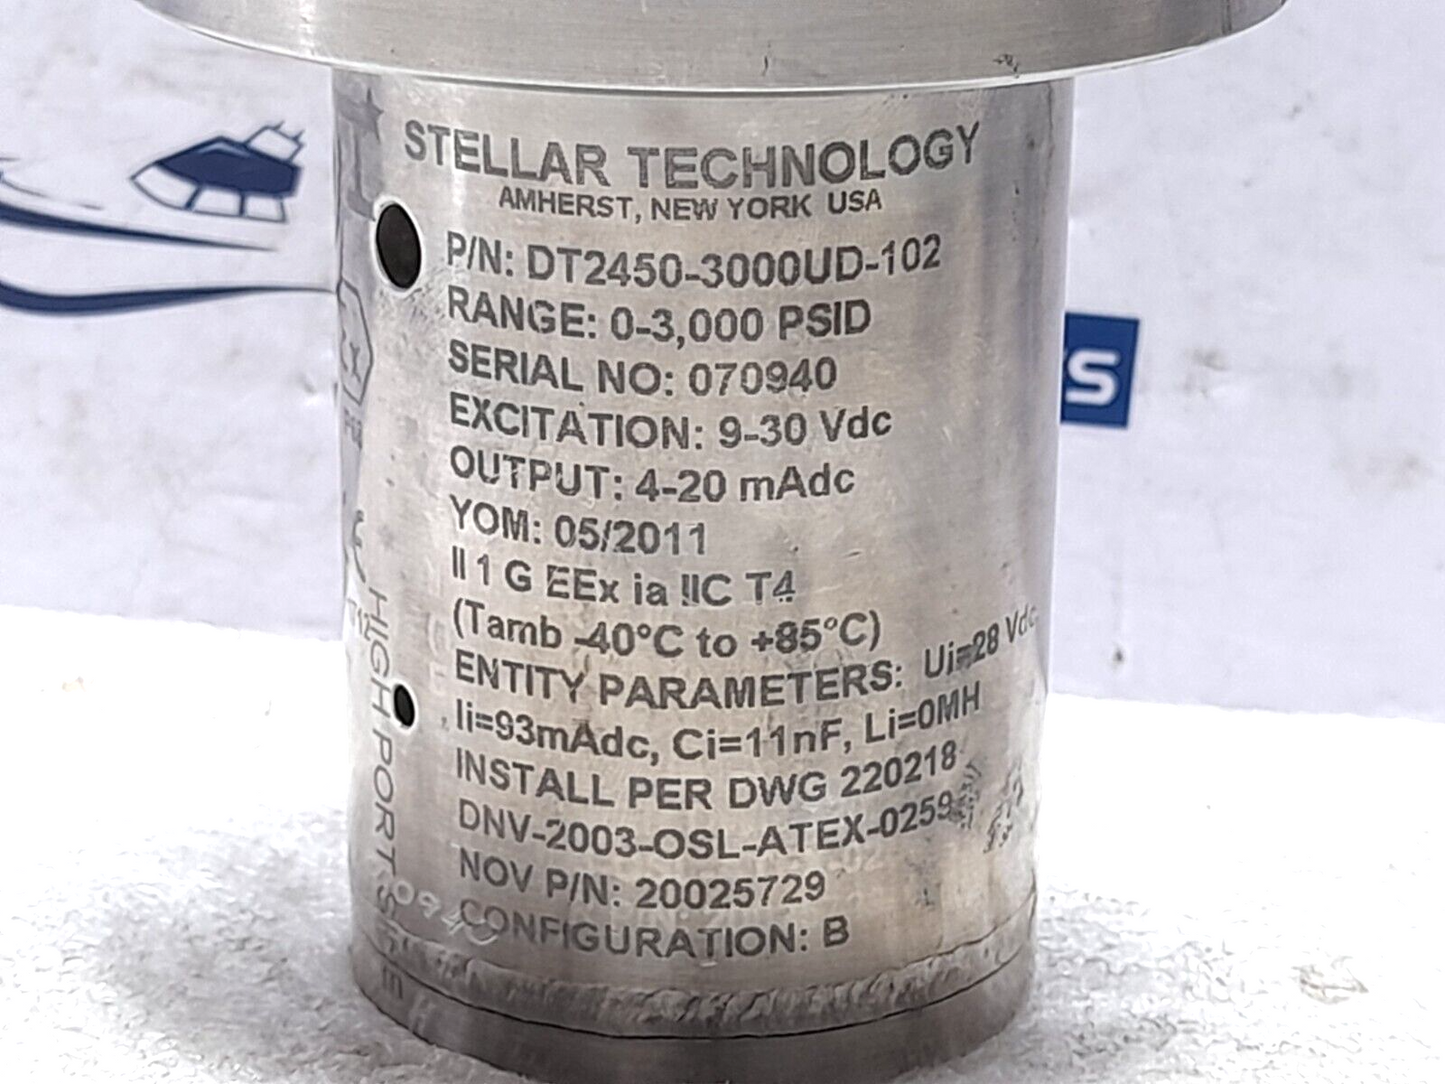 STELLAR TECHNOLOGY
AMHERST, NEW YORK USA
P/N: DT2450-3000UD-102
RANGE: 0-3,000 PSID
SERIAL NO: 070940
EXCITATION: 9-30 Vdc
OUTPUT: 4-20 mAdc
YOM: 05/2011
II 1 G EEx ia IIC T4
(Tamb -40°C to +85°C)
ENTITY PARAMETERS: Ui=28 Vdc
Ii=93mAdc, Ci=11nF, Li=0MH
INSTALL PER DWG 220218
DNV-2003-OSL-ATEX-0259
NOV P/N: 20025729
CONFIGURATION: B
HIGH PORT SIDE
S